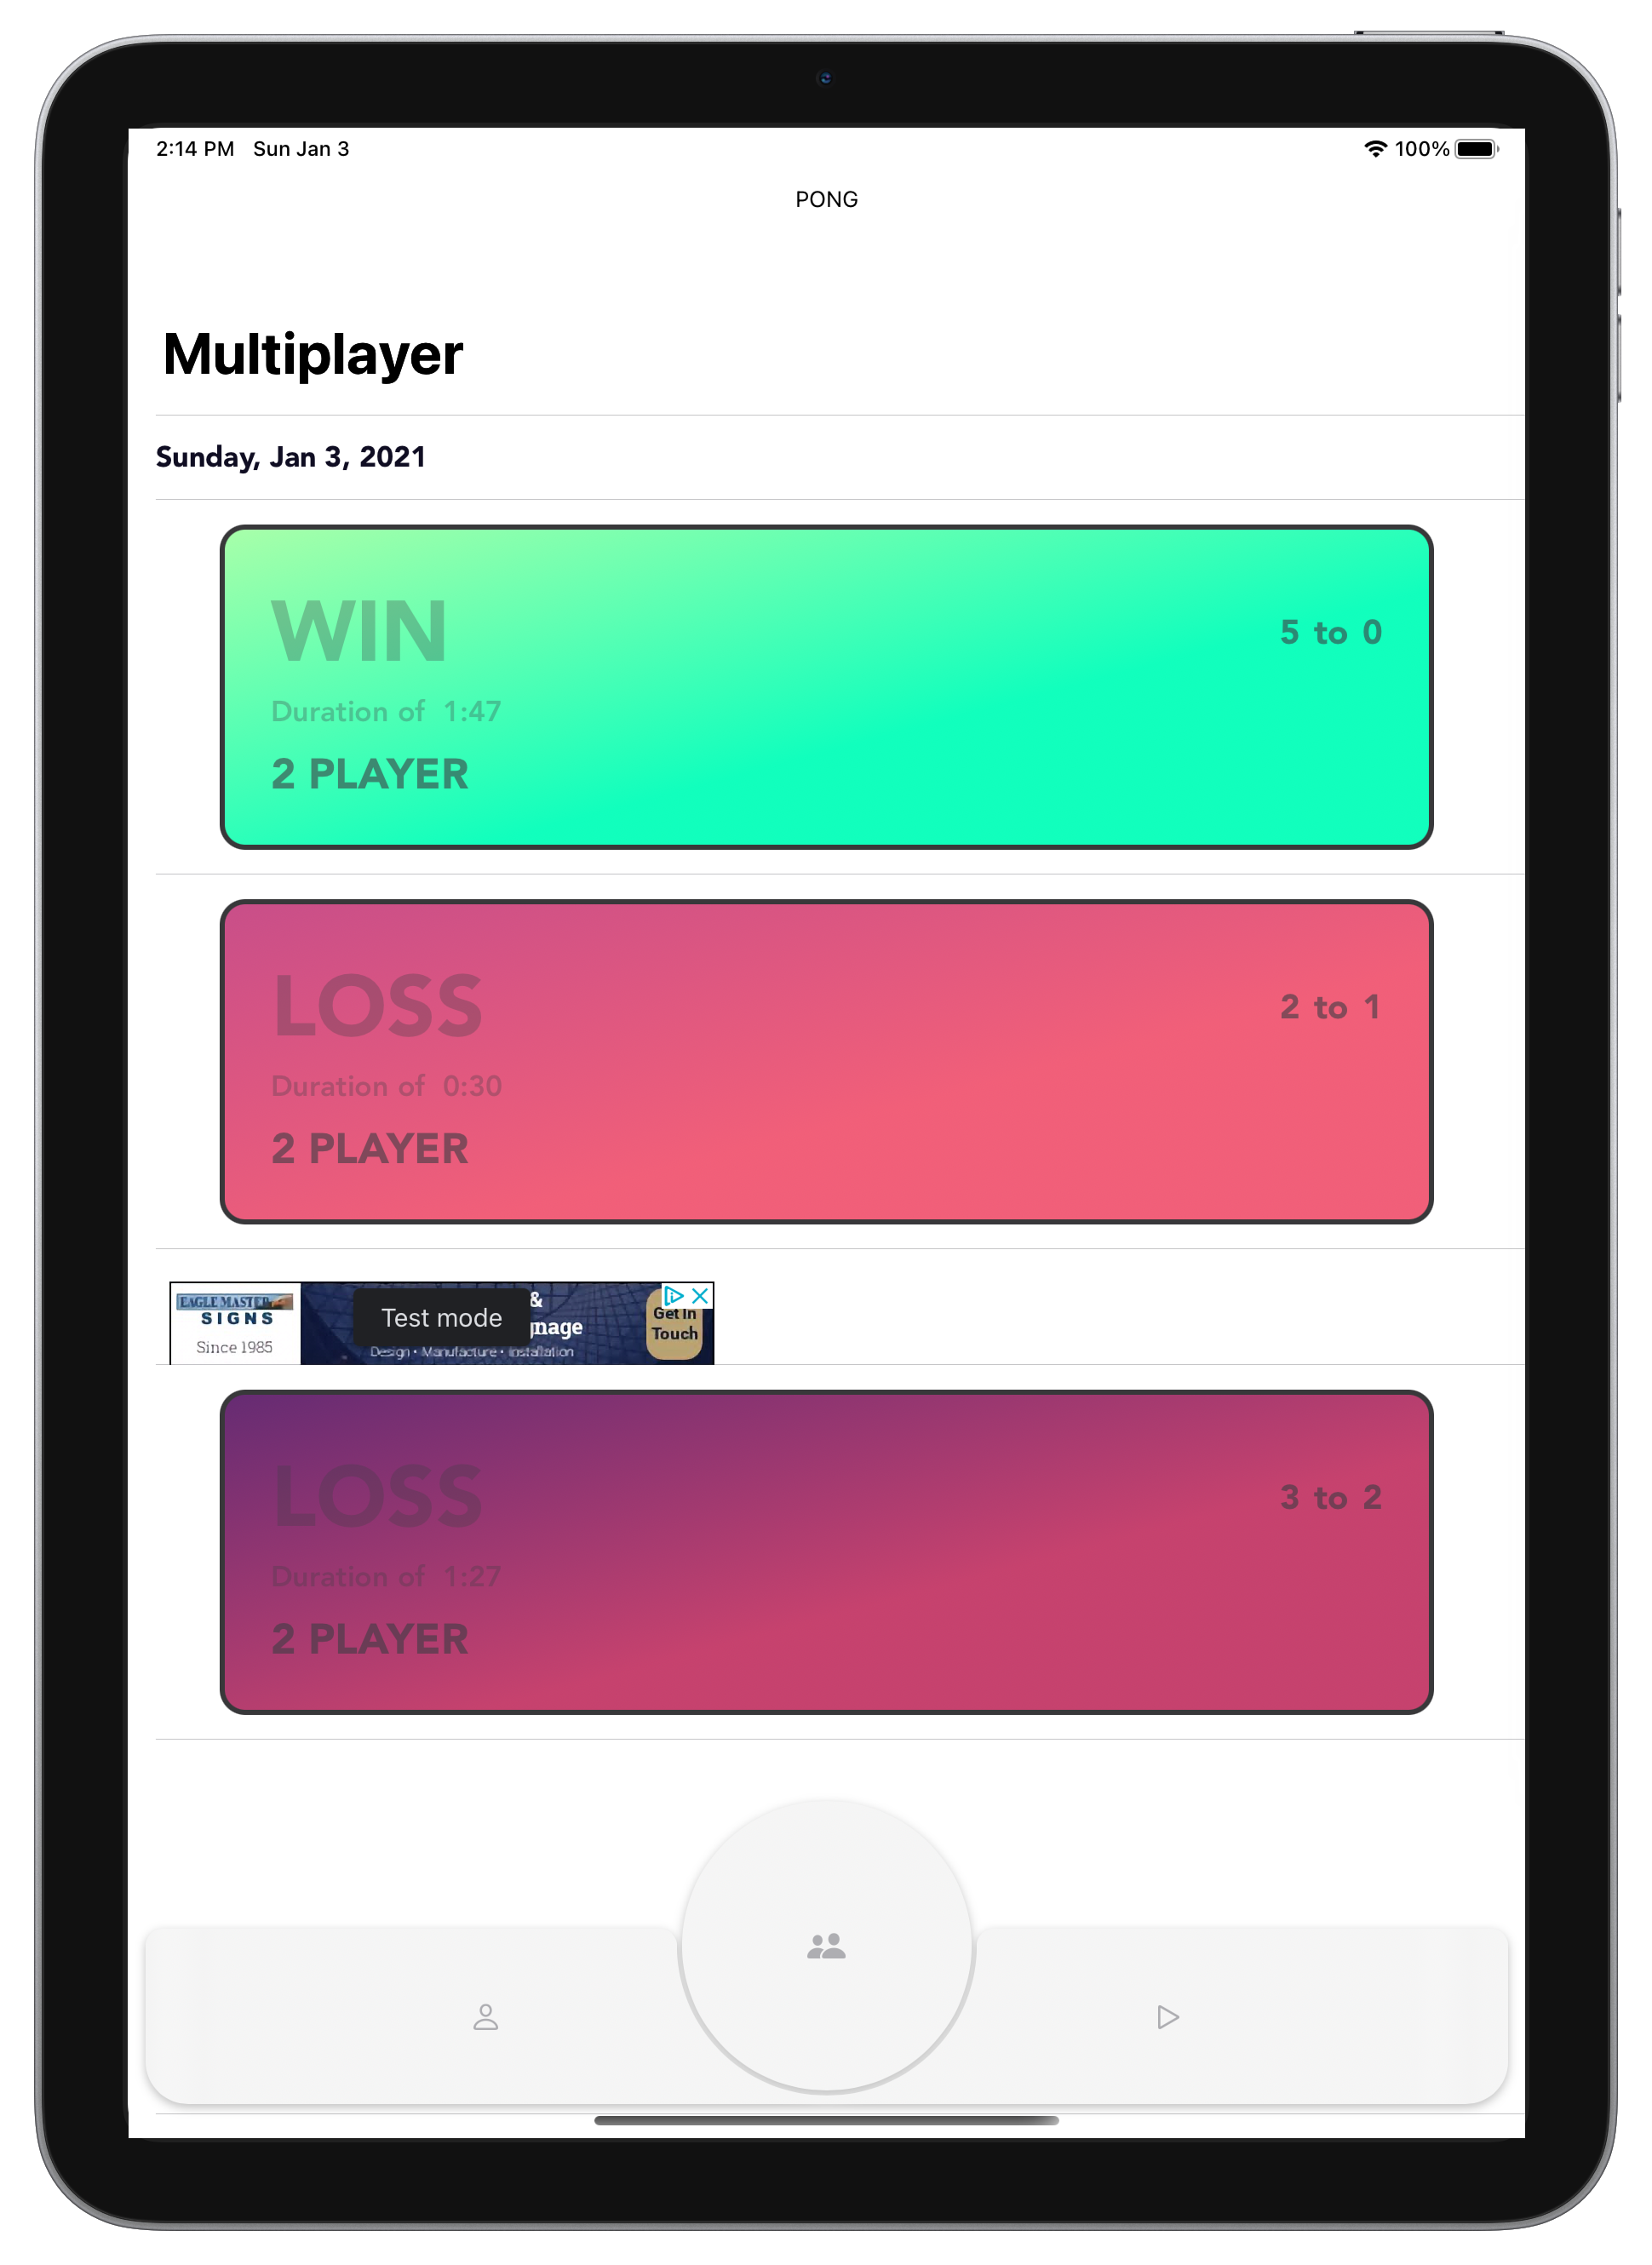 2:14 PM Sun Jan 3 100%
PONG
Multiplayer
Sunday, Jan 3, 2021
WIN
5 to 0
Duration of 1:47
2 PLAYER
LOSS
2 to 1
Duration of 0:30
2 PLAYER
EAGLE MASTER
SIGNS
Since 1985
Test mode
&
Design • Manufacture • Installation
Get In
Touch
LOSS
3 to 2
Duration of 1:27
2 PLAYER